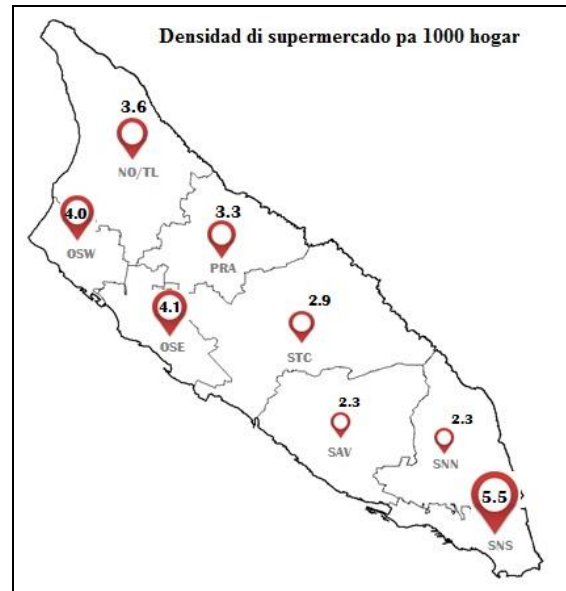 Densidad di supermercado pa 1000 hogar
3.6
NO/TL
4.0
OSW
3.3
PRA
4.1
OSE
2.9
STC
2.3
SAV
2.3
SNN
5.5
SNS